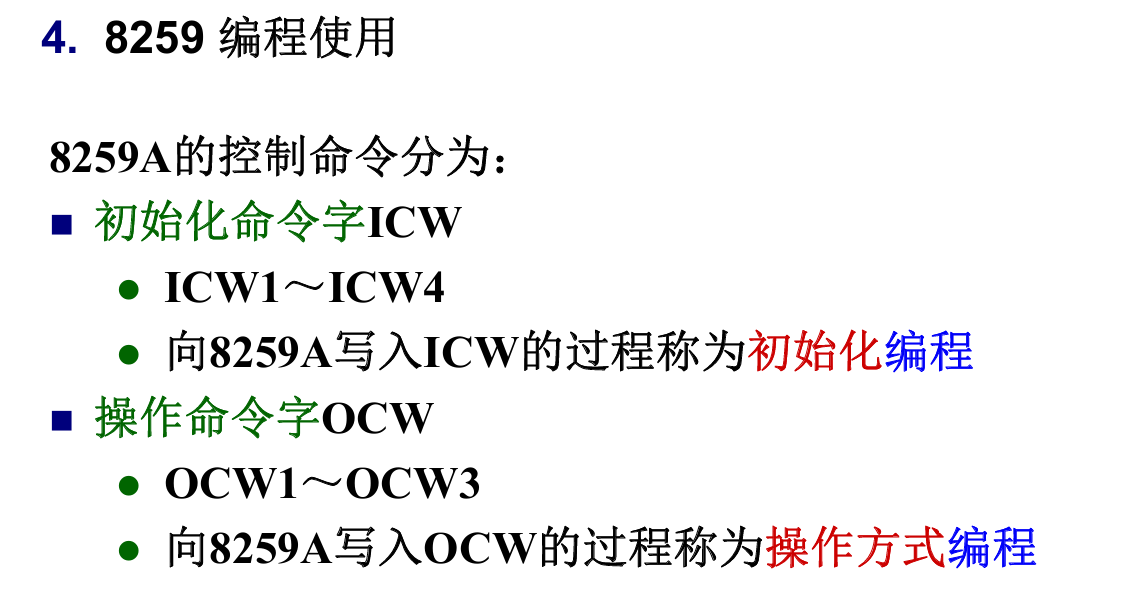 4. 8259 编程使用
8259A的控制命令分为：
■ 初始化命令字ICW
● ICW1～ICW4
● 向8259A写入ICW的过程称为初始化编程
■ 操作命令字OCW
● OCW1～OCW3
● 向8259A写入OCW的过程称为操作方式编程